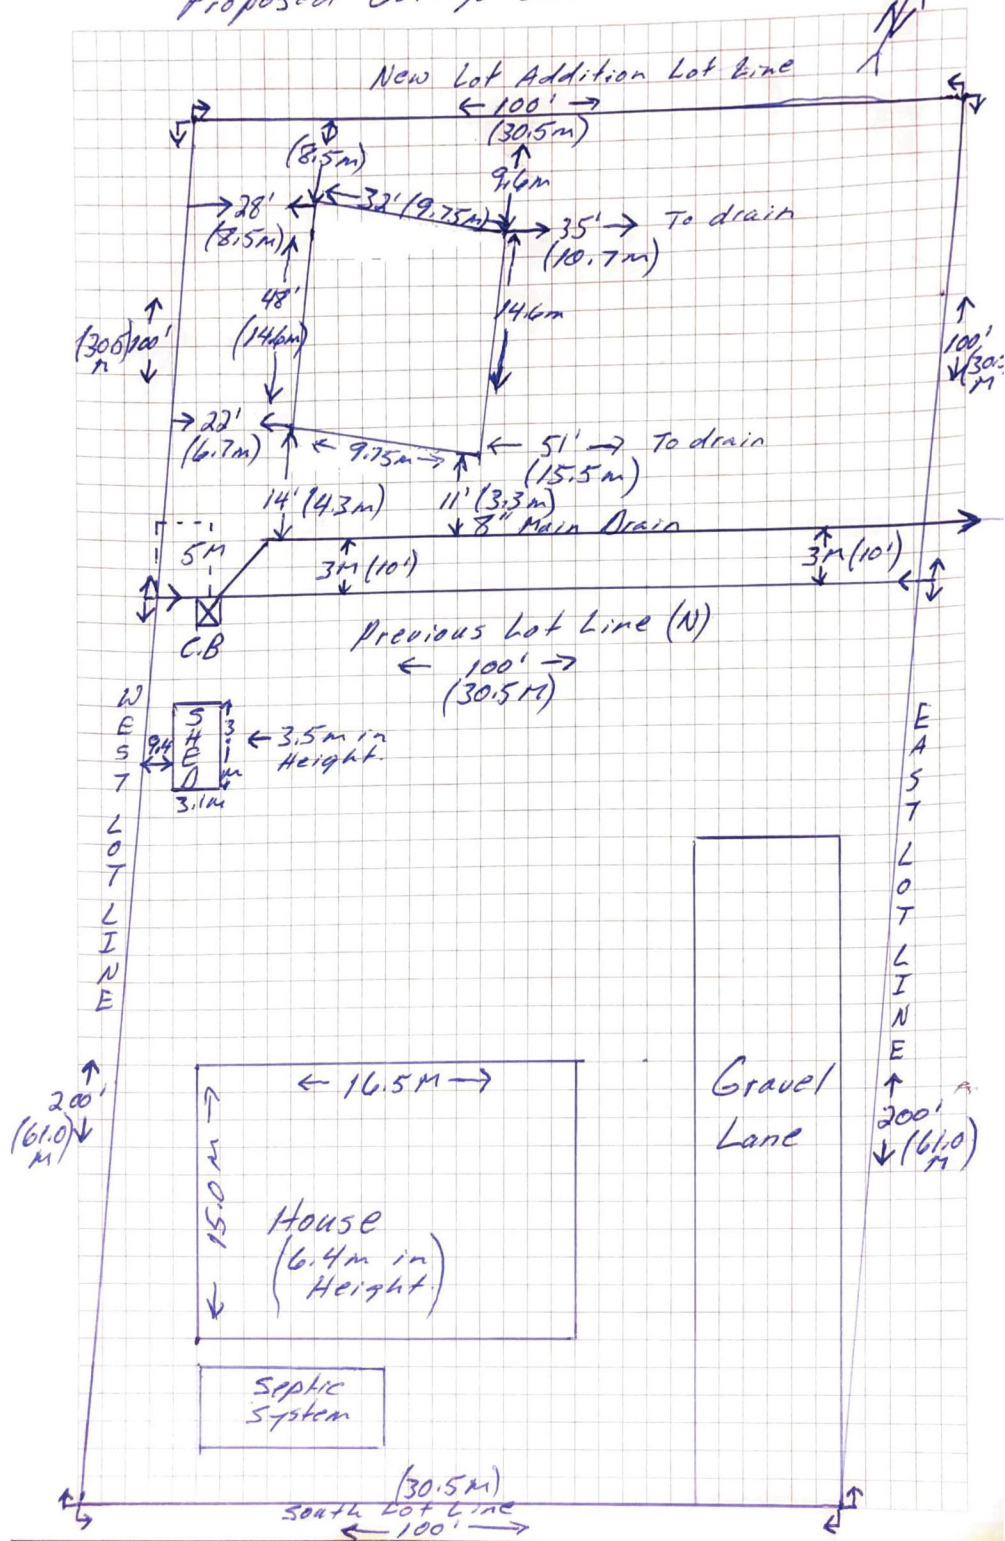 Proposed
N
New Lot Addition Lot Line
← 100' →
(30.5m)
(8.5m)
9.6m
28'
(8.5m)
32' (9.75m)
35' → To drain
(10.7m)
48'
(14.6m)
14.6m
100'
(30.5)
M
100'
(30.
M
22'
(6.7m)
← 9.75m →
← 51' → To drain
(15.5m)
14' (4.3m)
11' (3.3m)
8" Main Drain
5M
3M (10')
3M (10')
C.B
Previous Lot Line (N)
← 100' →
(30.5M)
WEST LOT LINE
SHED
9.4
3.1m
3.1m
← 3.5m in
Height.
EAST LOT LINE
200'
(61.0)
M
← 16.5M →
← 15.0m →
House
(6.4m in
Height.)
Gravel
Lane
200'
(61.0)
M
Septic
System
(30.5M)
South Lot Line
← 100' →